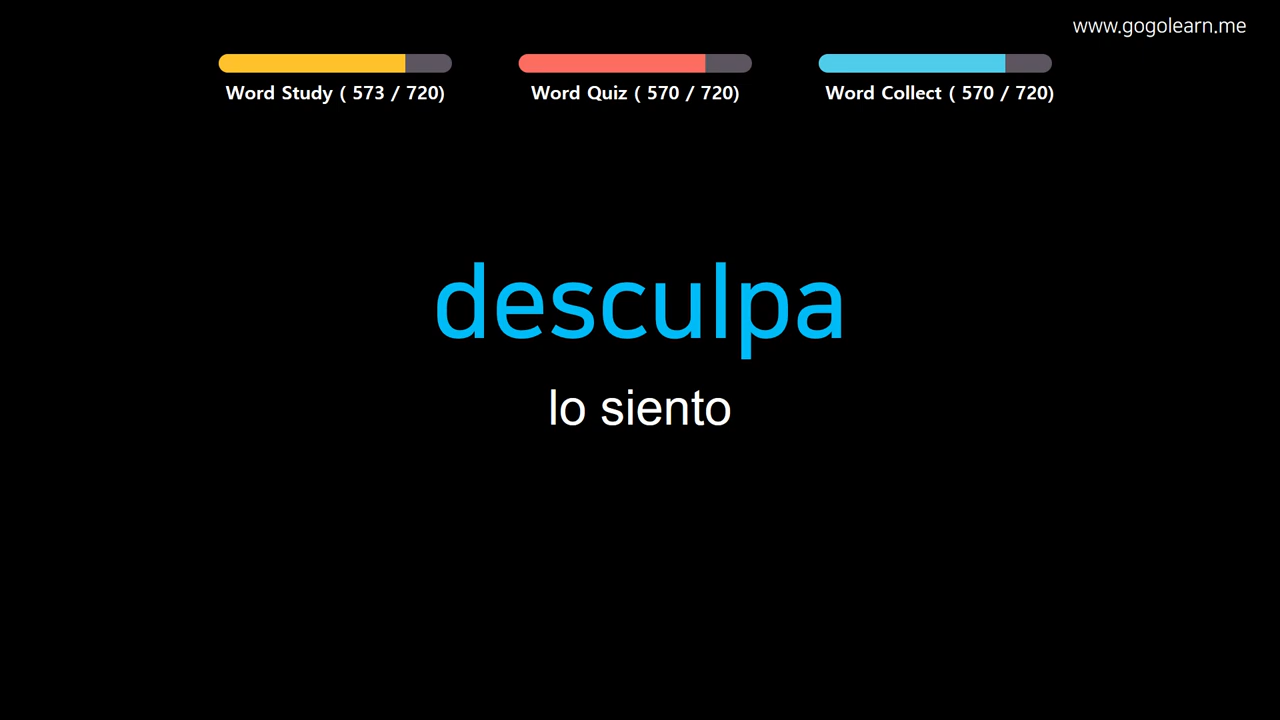 www.gogolearn.me
Word Study ( 573 / 720)
Word Quiz ( 570 / 720)
Word Collect ( 570 / 720)
desculpa
lo siento